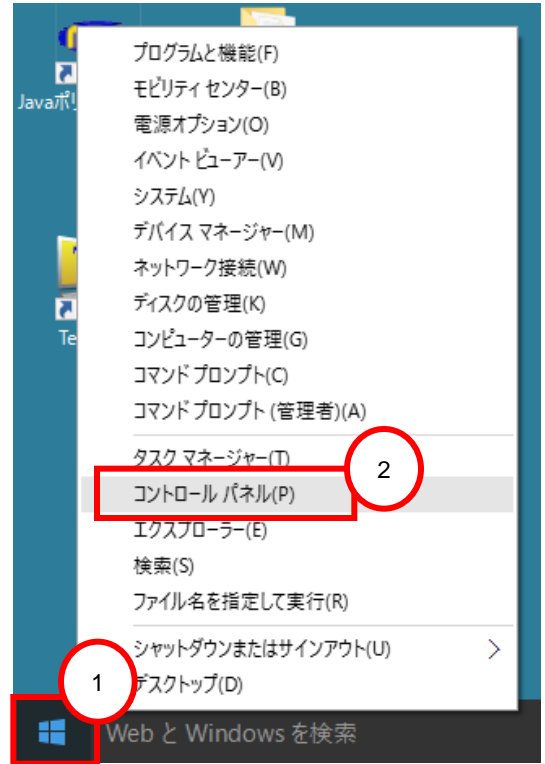 Javaポリ
Te
プログラムと機能(F)
モビリティ センター(B)
電源オプション(O)
イベント ビューアー(V)
システム(Y)
デバイス マネージャー(M)
ネットワーク接続(W)
ディスクの管理(K)
コンピューターの管理(G)
コマンド プロンプト(C)
コマンド プロンプト (管理者)(A)
タスク マネージャー(T)
2
コントロール パネル(P)
エクスプローラー(E)
検索(S)
ファイル名を指定して実行(R)
シャットダウンまたはサインアウト(U)
1
デスクトップ(D)
Web と Windows を検索